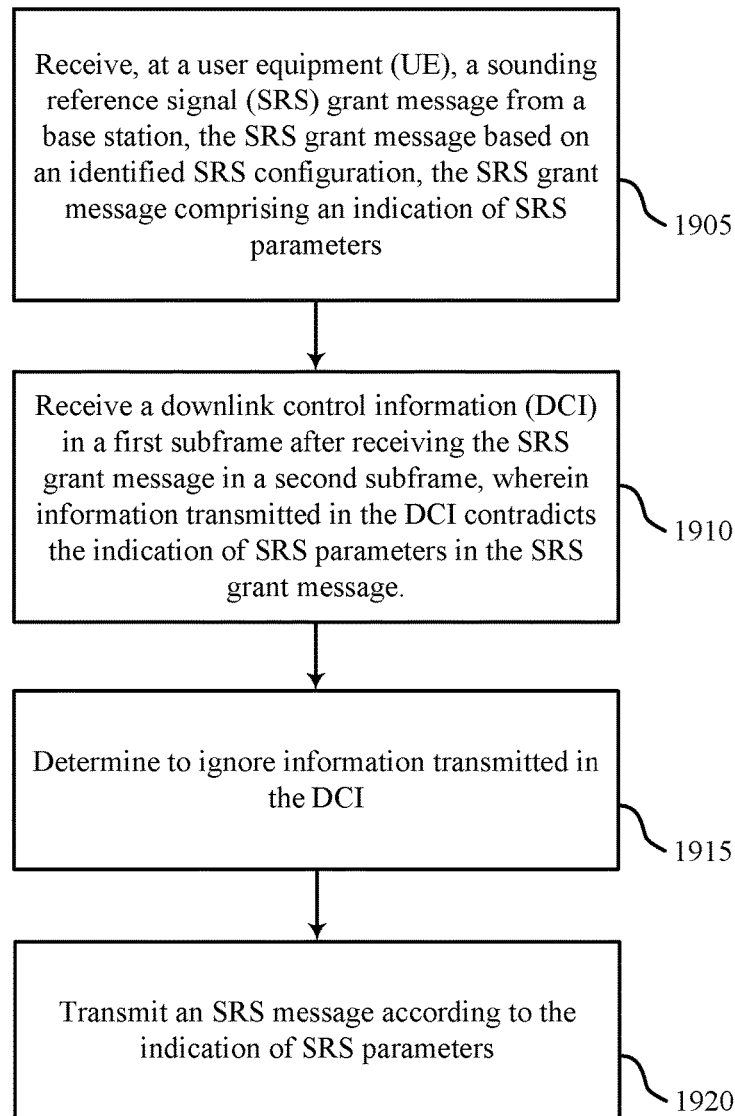 Receive, at a user equipment (UE), a sounding
reference signal (SRS) grant message from a
base station, the SRS grant message based on
an identified SRS configuration, the SRS grant
message comprising an indication of SRS
parameters
1905
Receive a downlink control information (DCI)
in a first subframe after receiving the SRS
grant message in a second subframe, wherein
information transmitted in the DCI contradicts
the indication of SRS parameters in the SRS
grant message.
1910
Determine to ignore information transmitted in
the DCI
1915
Transmit an SRS message according to the
indication of SRS parameters
1920